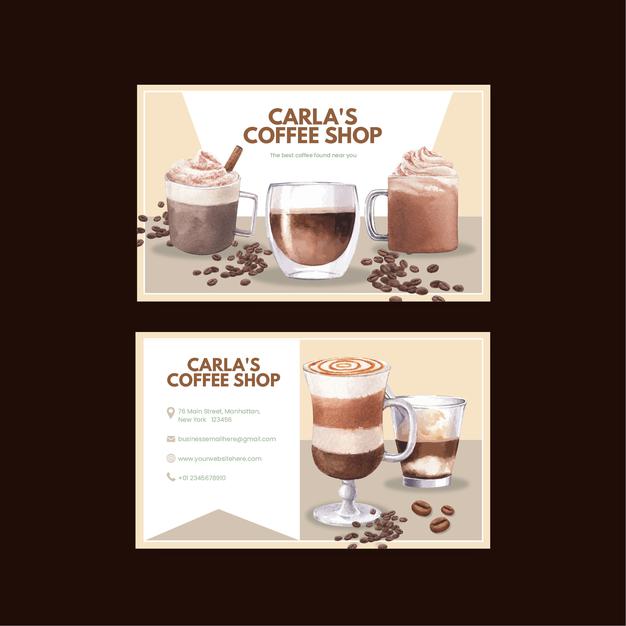 CARLA'S
COFFEE SHOP
The best coffee found near you
CARLA'S
COFFEE SHOP
76 Main Street, Manhattan,
New York 123456
businessemailhere@gmail.com
www.yourwebsitehere.com
+01 2345678910